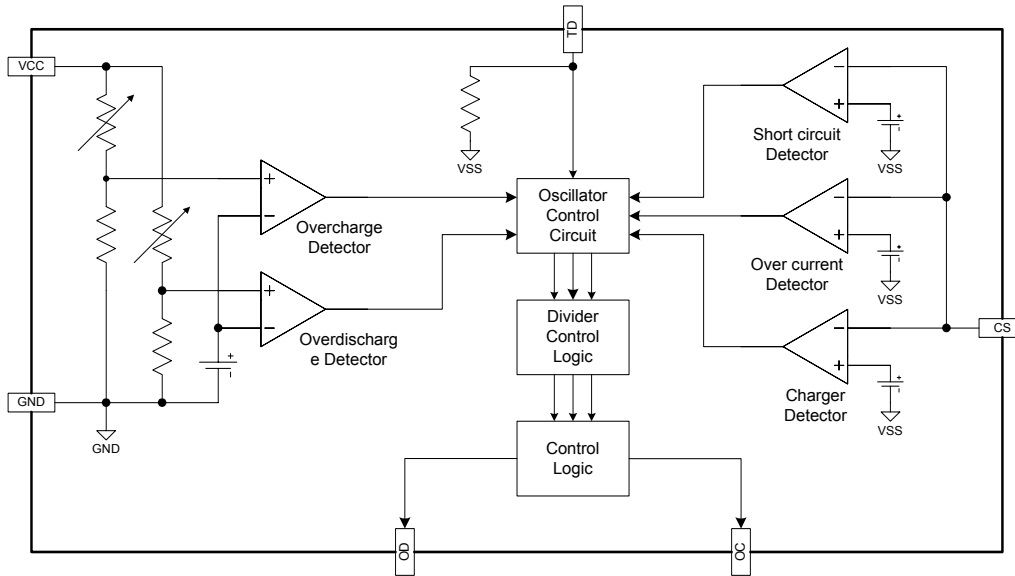 TD
VCC
VSS
Short circuit
Detector
VSS
Overcharge
Detector
Oscillator
Control
Circuit
Over current
Detector
VSS
Overdischarg
e Detector
Divider
Control
Logic
CS
GND
GND
Charger
Detector
VSS
Control
Logic
OD
OC